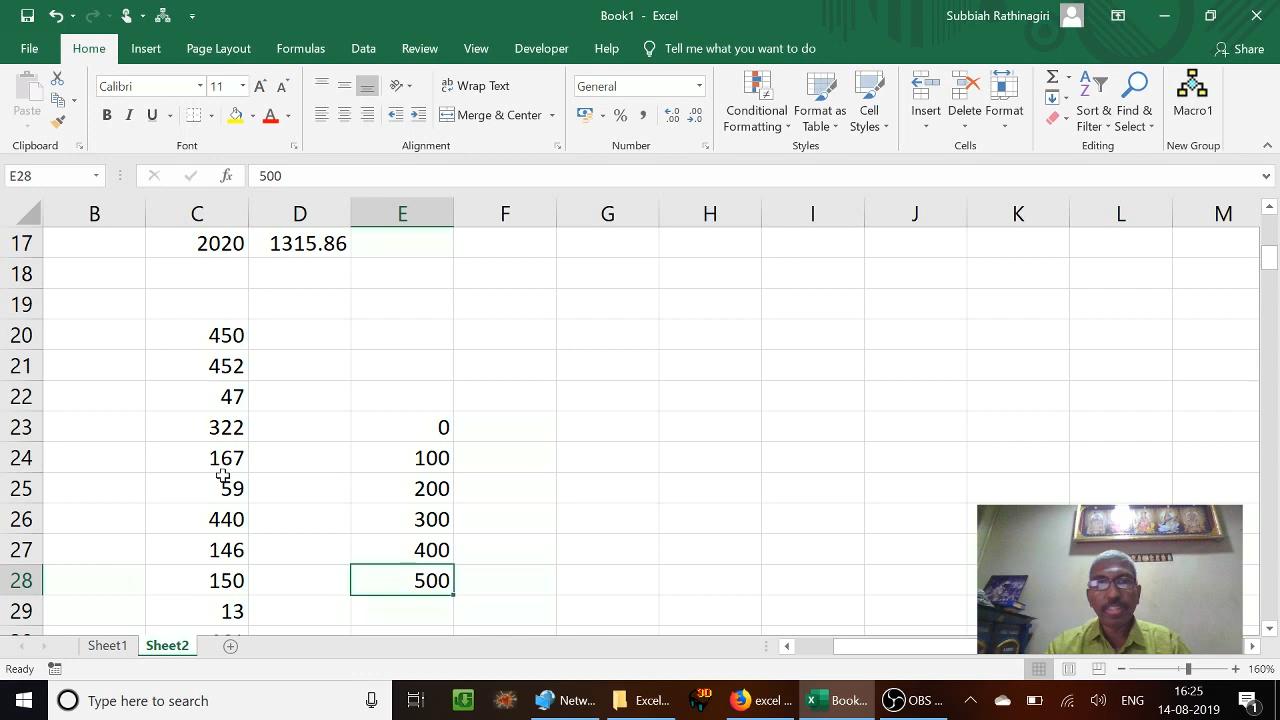 Book1 - Excel
Subbiah Rathinagiri
File Home Insert Page Layout Formulas Data Review View Developer Help Tell me what you want to do Share
Paste
Calibri 11
B I U
Wrap Text
Merge & Center
General
Conditional Formatting
Format as Table
Cell Styles
Insert Delete Format
Sort & Filter
Find & Select
Macro1
Clipboard Font Alignment Number Styles Cells Editing New Group
E28 fx 500
B C D E F G H I J K L M
17 2020 1315.86
18
19
20 450
21 452
22 47
23 322 0
24 167 100
25 59 200
26 440 300
27 146 400
28 150 500
29 13
Sheet1 Sheet2
Ready 160%
Type here to search
Netw... Excel... excel ... Book... OBS ... ENG 16:25
14-08-2019